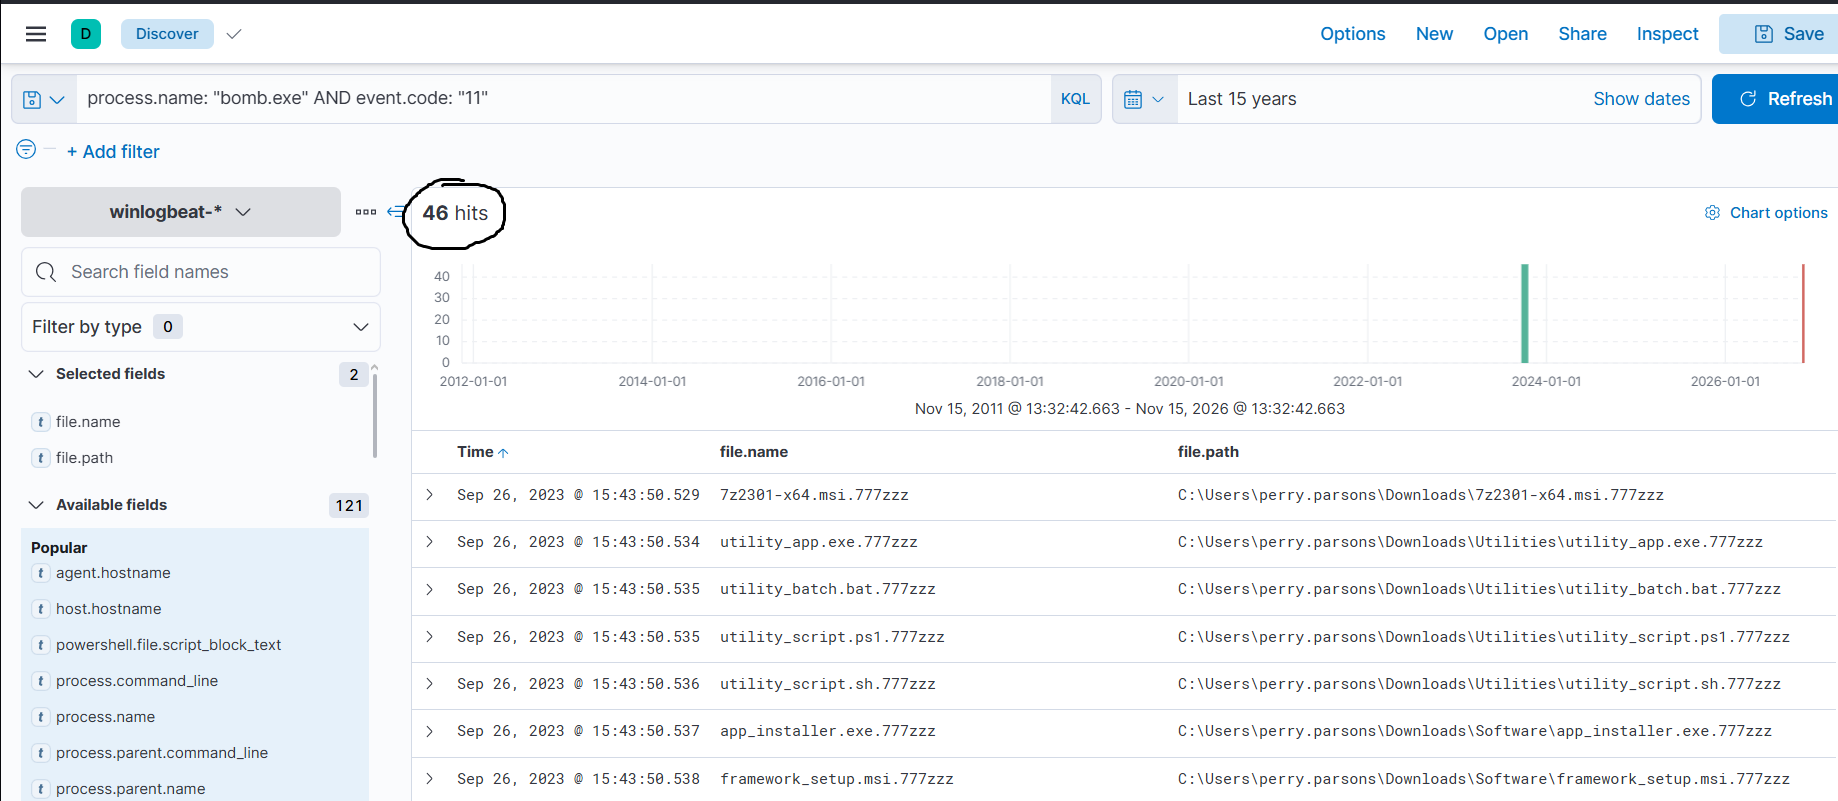 D Discover Options New Open Share Inspect Save
process.name: "bomb.exe" AND event.code: "11" KQL Last 15 years Show dates Refresh
+ Add filter
winlogbeat-*
Search field names
Filter by type 0
Selected fields 2
t file.name
t file.path
Available fields 121
Popular
t agent.hostname
t host.hostname
t powershell.file.script_block_text
t process.command_line
t process.name
t process.parent.command_line
t process.parent.name
46 hits
Chart options
40
30
20
10
0
2012-01-01 2014-01-01 2016-01-01 2018-01-01 2020-01-01 2022-01-01 2024-01-01 2026-01-01
Nov 15, 2011 @ 13:32:42.663 - Nov 15, 2026 @ 13:32:42.663
Time file.name file.path
Sep 26, 2023 @ 15:43:50.529 7z2301-x64.msi.777zzz C:\Users\perry.parsons\Downloads\7z2301-x64.msi.777zzz
Sep 26, 2023 @ 15:43:50.534 utility_app.exe.777zzz C:\Users\perry.parsons\Downloads\Utilities\utility_app.exe.777zzz
Sep 26, 2023 @ 15:43:50.535 utility_batch.bat.777zzz C:\Users\perry.parsons\Downloads\Utilities\utility_batch.bat.777zzz
Sep 26, 2023 @ 15:43:50.535 utility_script.ps1.777zzz C:\Users\perry.parsons\Downloads\Utilities\utility_script.ps1.777zzz
Sep 26, 2023 @ 15:43:50.536 utility_script.sh.777zzz C:\Users\perry.parsons\Downloads\Utilities\utility_script.sh.777zzz
Sep 26, 2023 @ 15:43:50.537 app_installer.exe.777zzz C:\Users\perry.parsons\Downloads\Software\app_installer.exe.777zzz
Sep 26, 2023 @ 15:43:50.538 framework_setup.msi.777zzz C:\Users\perry.parsons\Downloads\Software\framework_setup.msi.777zzz